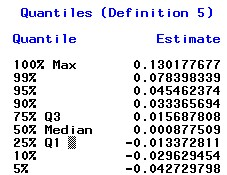 Quantiles (Definition 5)
Quantile Estimate
100% Max 0.130177677
99% 0.078398339
95% 0.045462374
90% 0.033365694
75% Q3 0.015687808
50% Median 0.000877509
25% Q1 -0.013372811
10% -0.029629454
5% -0.042729798